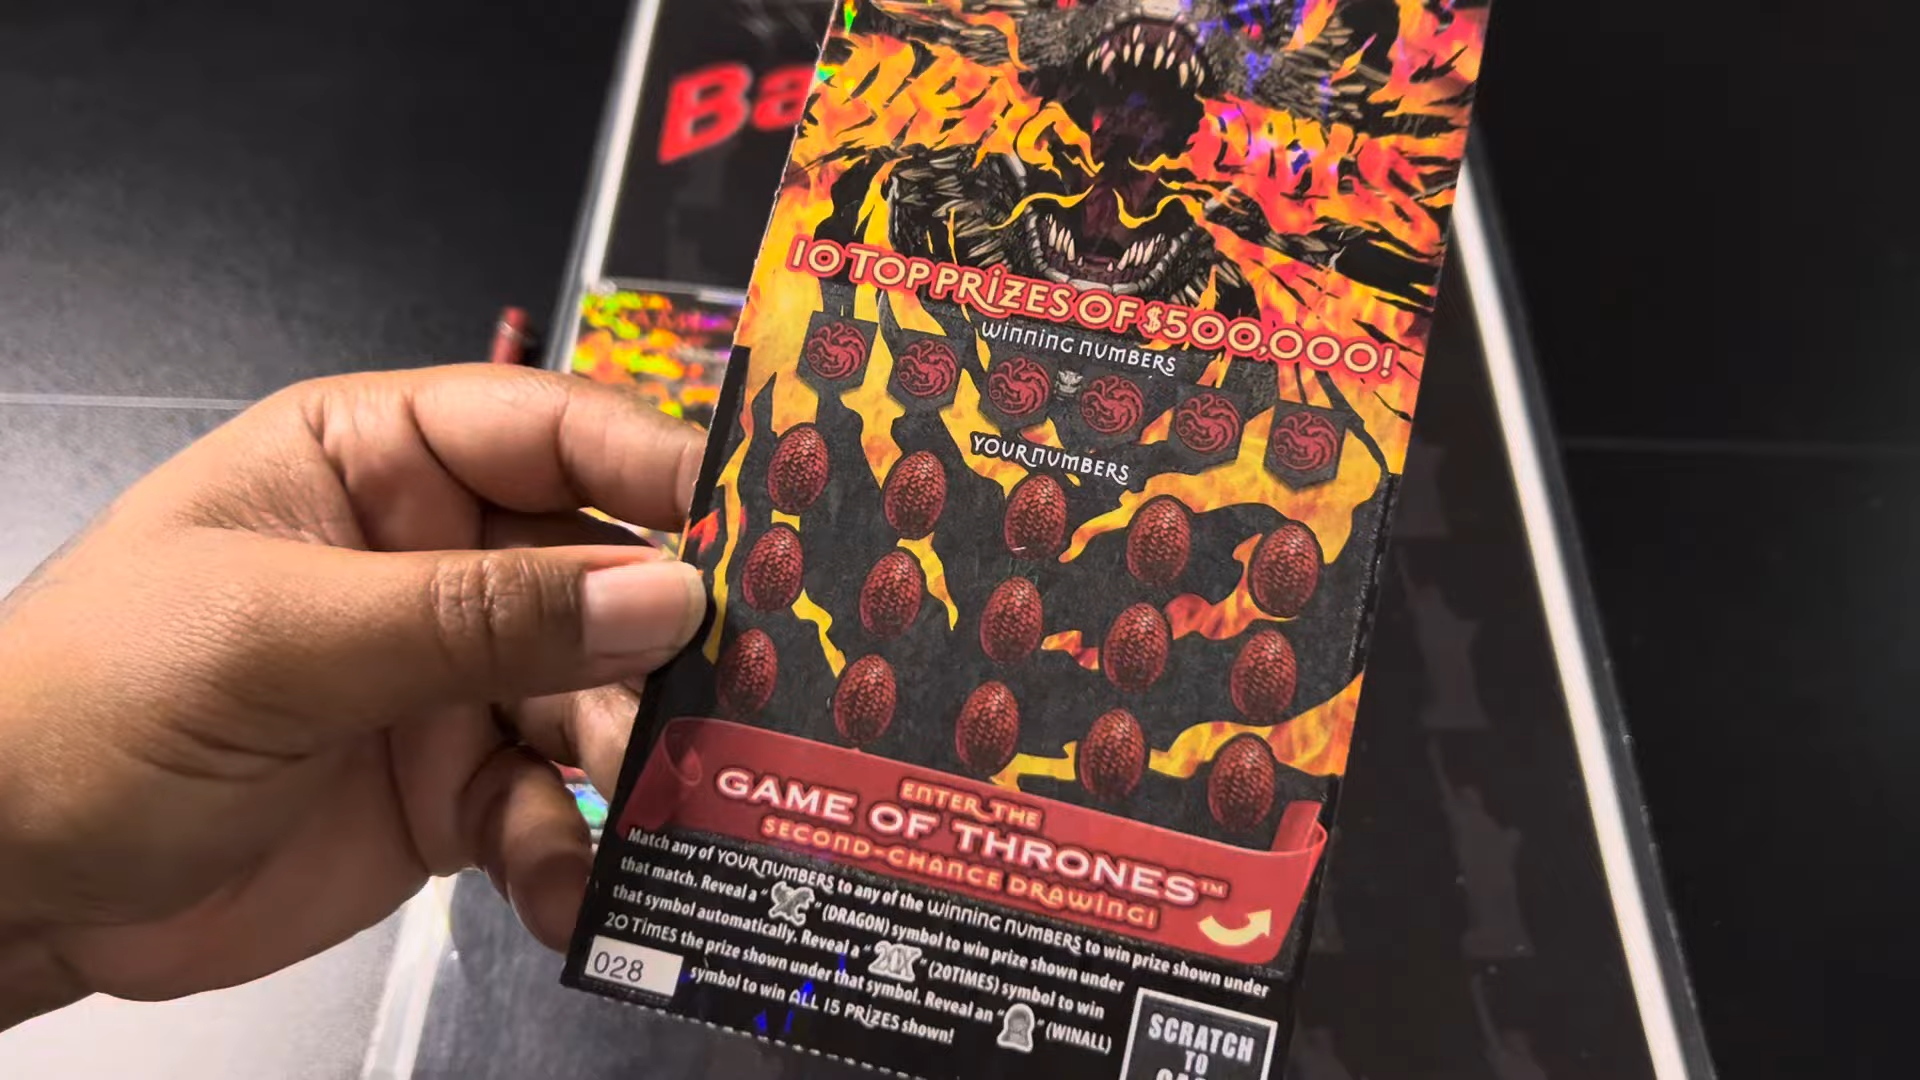 Ba
10 TOP PRIZES OF $500,000!
WINNING NUMBERS
YOUR NUMBERS
ENTER THE
GAME OF THRONES™
SECOND-CHANCE DRAWING!
Match any of YOUR NUMBERS to any of the WINNING NUMBERS to win prize shown under
that match. Reveal a " " (DRAGON) symbol to win prize shown under
that symbol automatically. Reveal a "20X" (20TIMES) symbol to win
20 TIMES the prize shown under that symbol. Reveal an " " (WINALL)
symbol to win ALL 15 PRIZES shown!
028
SCRATCH
TO